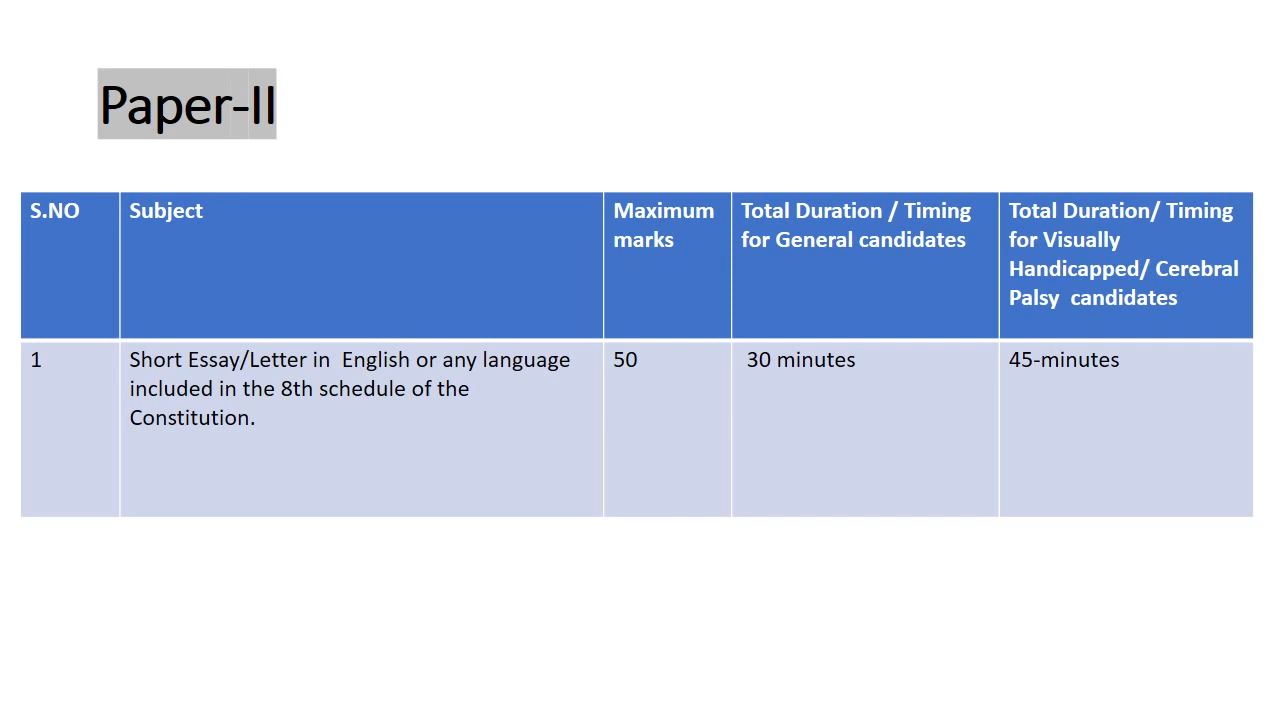 Paper-II
S.NO
Subject
Maximum
marks
Total Duration / Timing
for General candidates
Total Duration/ Timing
for Visually
Handicapped/ Cerebral
Palsy  candidates
1
Short Essay/Letter in  English or any language
included in the 8th schedule of the
Constitution.
50
30 minutes
45-minutes